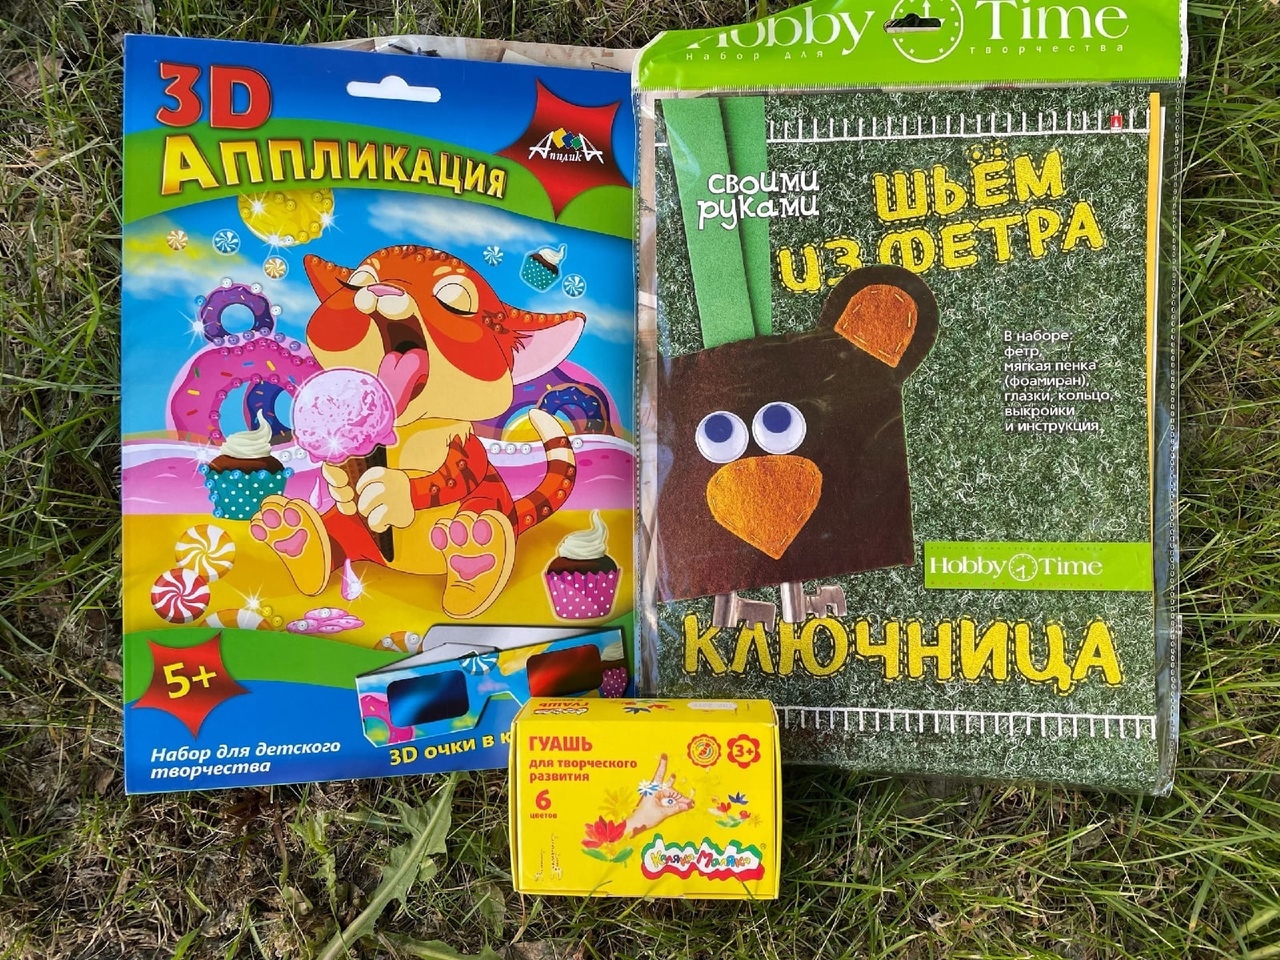 3D
Аппликация
Апплика
5+
Набор для детского
творчества
3D очки в к
Hobby Time
набор для творчества
своими
руками
ШЬЁМ
ИЗ ФЕТРА
В наборе:
фетр,
мягкая пенка
(фоамиран),
глазки, кольцо,
выкройки
и инструкция.
Hobby Time
КЛЮЧНИЦА
ГУАШЬ
ГУАШЬ
для творческого
развития
6
цветов
3+
Каляка-Маляка